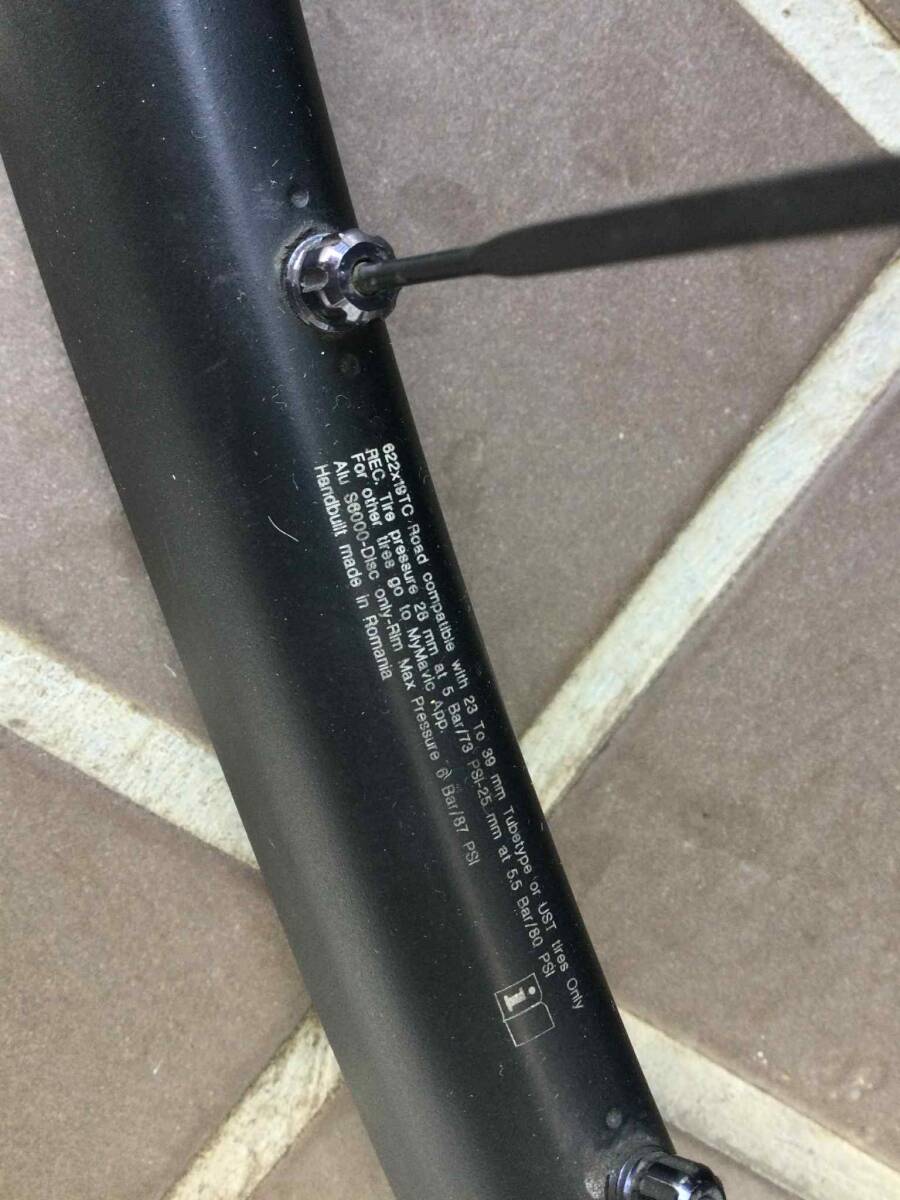 622x19TC Road compatible with 23 To 39 mm Tubetype or UST tires Only
REC. Tire pressure 28 mm at 5 Bar/73 PSI-25 mm at 5.5 Bar/80 PSI
For other tires go to MyMavic App.
Alu S6000-Disc only-Rim Max Pressure 6 Bar/87 PSI
Handbuilt made in Romania
i